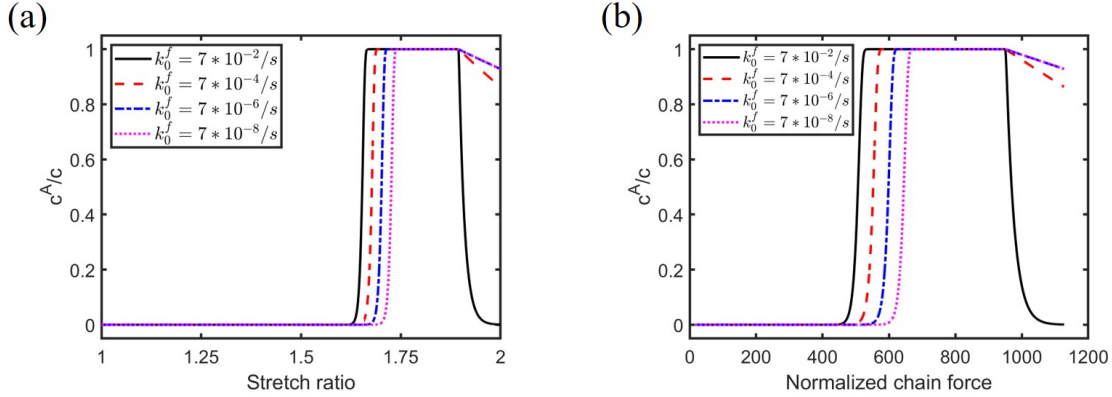 (a)
1
0.8
0.6
0.4
0.2
0
c^A/c
k_0^f = 7 * 10^{-2}/s
k_0^f = 7 * 10^{-4}/s
k_0^f = 7 * 10^{-6}/s
k_0^f = 7 * 10^{-8}/s
1 1.25 1.5 1.75 2
Stretch ratio
(b)
1
0.8
0.6
0.4
0.2
0
c^A/c
k_0^f = 7 * 10^{-2}/s
k_0^f = 7 * 10^{-4}/s
k_0^f = 7 * 10^{-6}/s
k_0^f = 7 * 10^{-8}/s
0 200 400 600 800 1000 1200
Normalized chain force